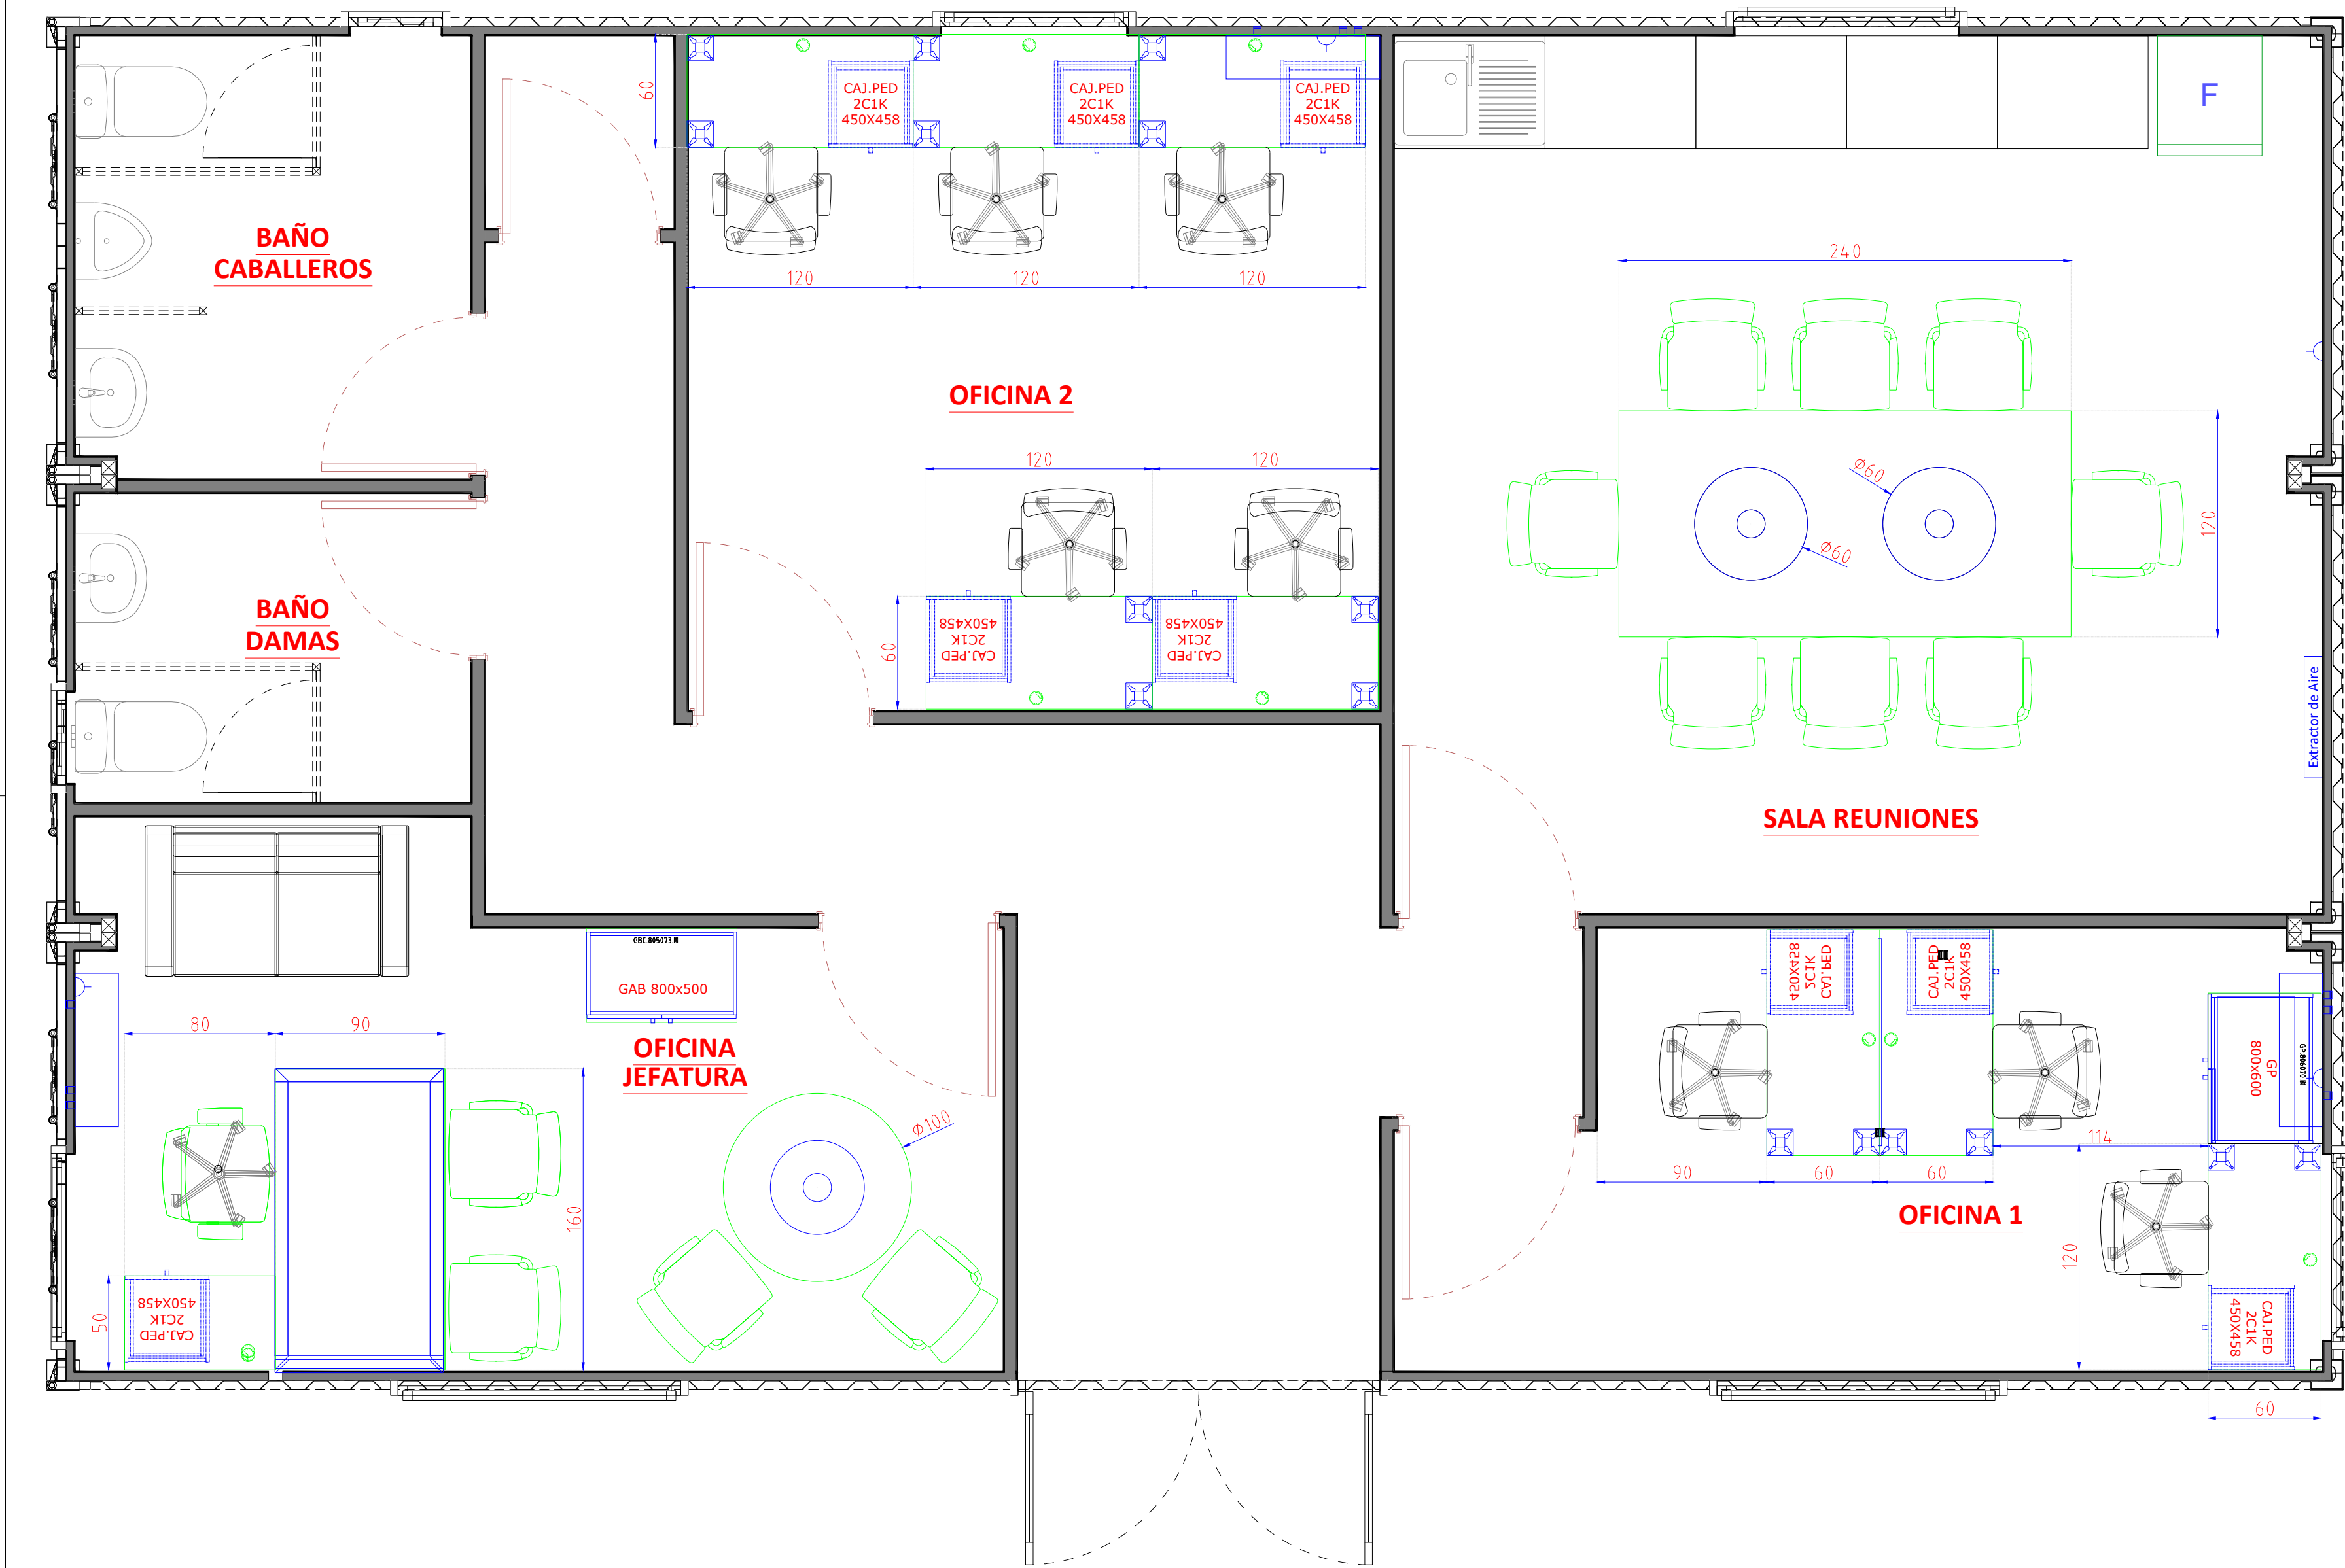 60
CAJ.PED
2C1K
450X458
CAJ.PED
2C1K
450X458
CAJ.PED
2C1K
450X458
F
BAÑO
CABALLEROS
120
120
120
240
OFICINA 2
120
120
Ø60
Ø60
120
BAÑO
DAMAS
60
CAJ.PED
2C1K
450X458
CAJ.PED
2C1K
450X458
Extractor de Aire
SALA REUNIONES
GBC.805073.M
GAB 800x500
80
90
OFICINA
JEFATURA
Ø100
160
50
CAJ.PED
2C1K
450X458
CAJ.PED
2C1K
450X458
CAJ.PED
2C1K
450X458
GP.806070
GP
800x600
114
90
60
60
OFICINA 1
120
CAJ.PED
2C1K
450X458
60